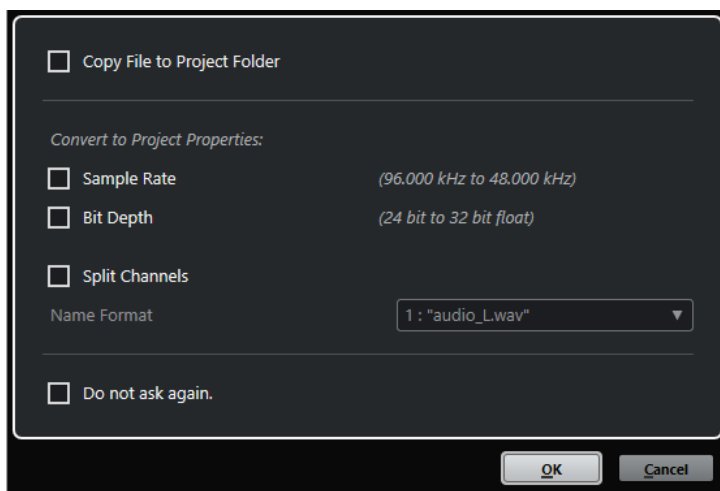 Copy File to Project Folder
Convert to Project Properties:
Sample Rate (96.000 kHz to 48.000 kHz)
Bit Depth (24 bit to 32 bit float)
Split Channels
Name Format 1 : "audio_L.wav"
Do not ask again.
OK Cancel